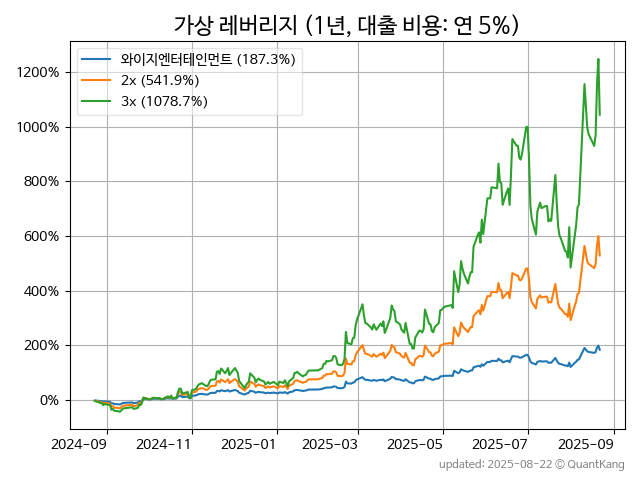 가상 레버리지 (1년, 대출 비용: 연 5%)
와이지엔터테인먼트 (187.3%)
2x (541.9%)
3x (1078.7%)
1200%
1000%
800%
600%
400%
200%
0%
2024-09 2024-11 2025-01 2025-03 2025-05 2025-07 2025-09
updated: 2025-08-22 © QuantKang